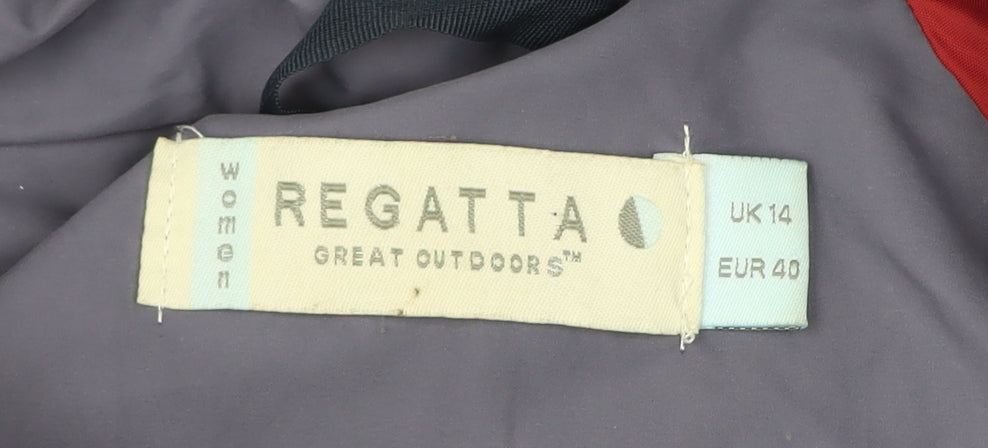 women
REGATTA
GREAT OUTDOORS™
UK 14
EUR 40